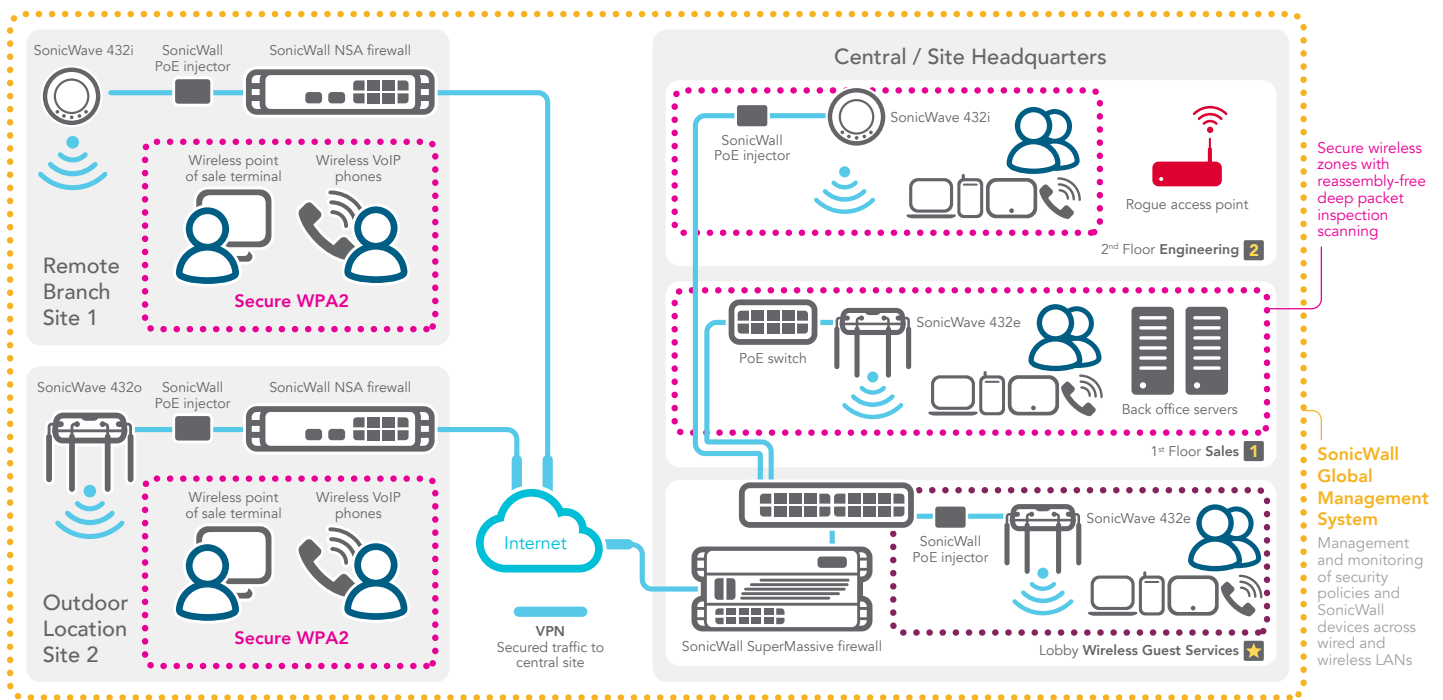 SonicWave 432i
SonicWall
PoE injector
SonicWall NSA firewall
Wireless point
of sale terminal
Wireless VoIP
phones
Secure WPA2
Remote
Branch
Site 1
SonicWave 432o
SonicWall
PoE injector
SonicWall NSA firewall
Wireless point
of sale terminal
Wireless VoIP
phones
Secure WPA2
Outdoor
Location
Site 2
Internet
VPN
Secured traffic to
central site
Central / Site Headquarters
SonicWall
PoE injector
SonicWave 432i
Rogue access point
2nd Floor Engineering 2
PoE switch
SonicWave 432e
Back office servers
1st Floor Sales 1
SonicWall
PoE injector
SonicWave 432e
SonicWall SuperMassive firewall
Lobby Wireless Guest Services
Secure wireless
zones with
reassembly-free
deep packet
inspection
scanning
SonicWall
Global
Management
System
Management
and monitoring
of security
policies and
SonicWall
devices across
wired and
wireless LANs